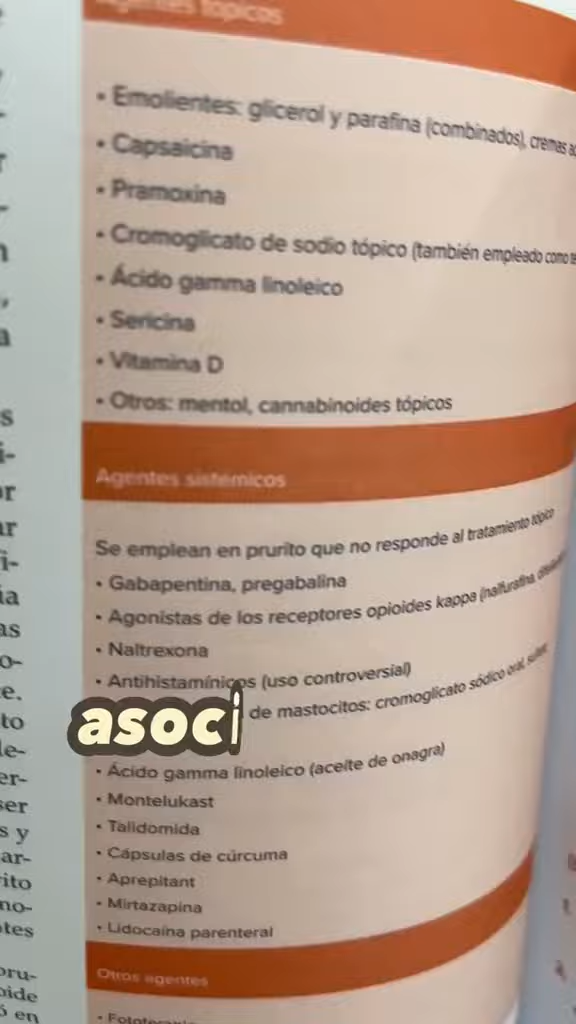 Agentes tópicos
• Emolientes: glicerol y parafina (combinados), cremas
• Capsaicina
• Pramoxina
• Cromoglicato de sodio tópico (también empleado como
• Ácido gamma linoleico
• Sericina
• Vitamina D
• Otros: mentol, cannabinoides tópicos
Agentes sistémicos
Se emplean en prurito que no responde al tratamiento tópico
• Gabapentina, pregabalina
• Agonistas de los receptores opioides kappa (nalfurafina,
• Naltrexona
• Antihistamínicos (uso controversial)
asoci
de mastocitos: cromoglicato sódico oral,
• Ácido gamma linoleico (aceite de onagra)
• Montelukast
• Talidomida
• Cápsulas de cúrcuma
• Aprepitant
• Mirtazapina
• Lidocaína parenteral
Otros agentes